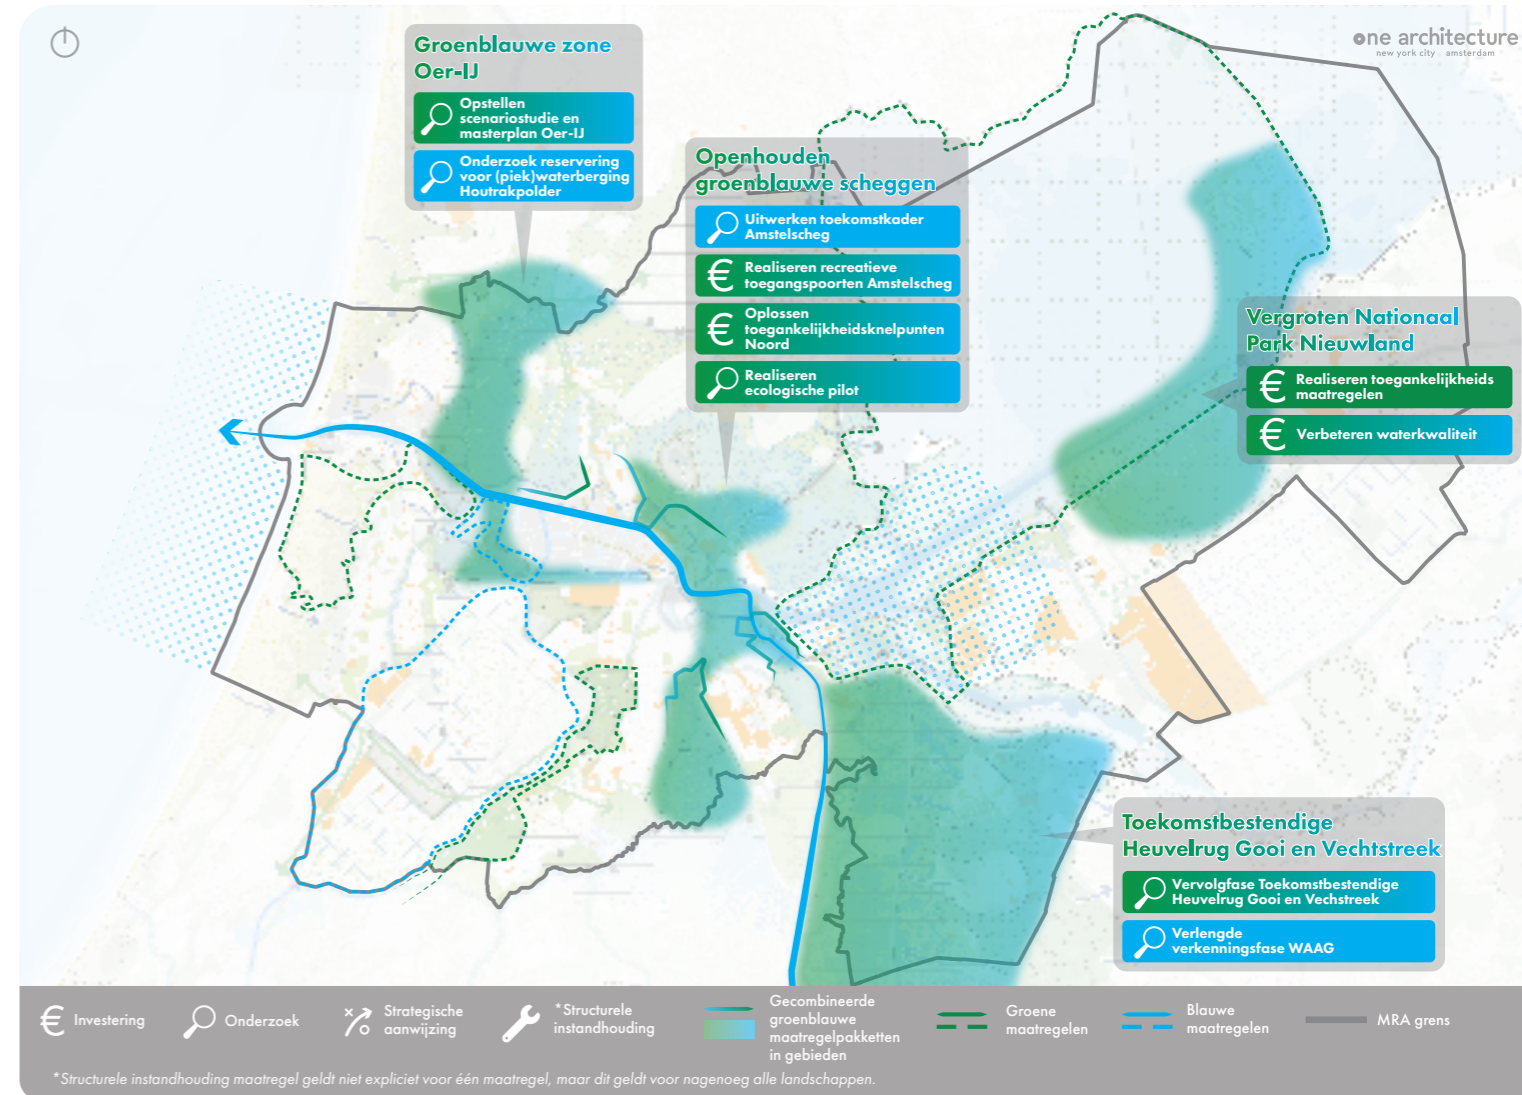 one architecture
new york city amsterdam
Groenblauwe zone
Oer-IJ
Opstellen
scenariostudie en
masterplan Oer-IJ
Onderzoek reservering
voor (piek)waterberging
Houtrakpolder
Openhouden
groenblauwe scheggen
Uitwerken toekomstkader
Amstelscheg
€ Realiseren recreatieve
toegangspoorten Amstelscheg
€ Oplossen
toegankelijkheidsknelpunten
Noord
Realiseren
ecologische pilot
Vergroten Nationaal
Park Nieuwland
€ Realiseren toegankelijkheids
maatregelen
€ Verbeteren waterkwaliteit
Toekomstbestendige
Heuvelrug Gooi en Vechtstreek
Vervolgfase Toekomstbestendige
Heuvelrug Gooi en Vechstreek
Verlengde
verkenningsfase WAAG
€ Investering
Onderzoek
Strategische
aanwijzing
*Structurele
instandhouding
Gecombineerde
groenblauwe
maatregelpakketten
in gebieden
Groene
maatregelen
Blauwe
maatregelen
MRA grens
*Structurele instandhouding maatregel geldt niet expliciet voor één maatregel, maar dit geldt voor nagenoeg alle landschappen.